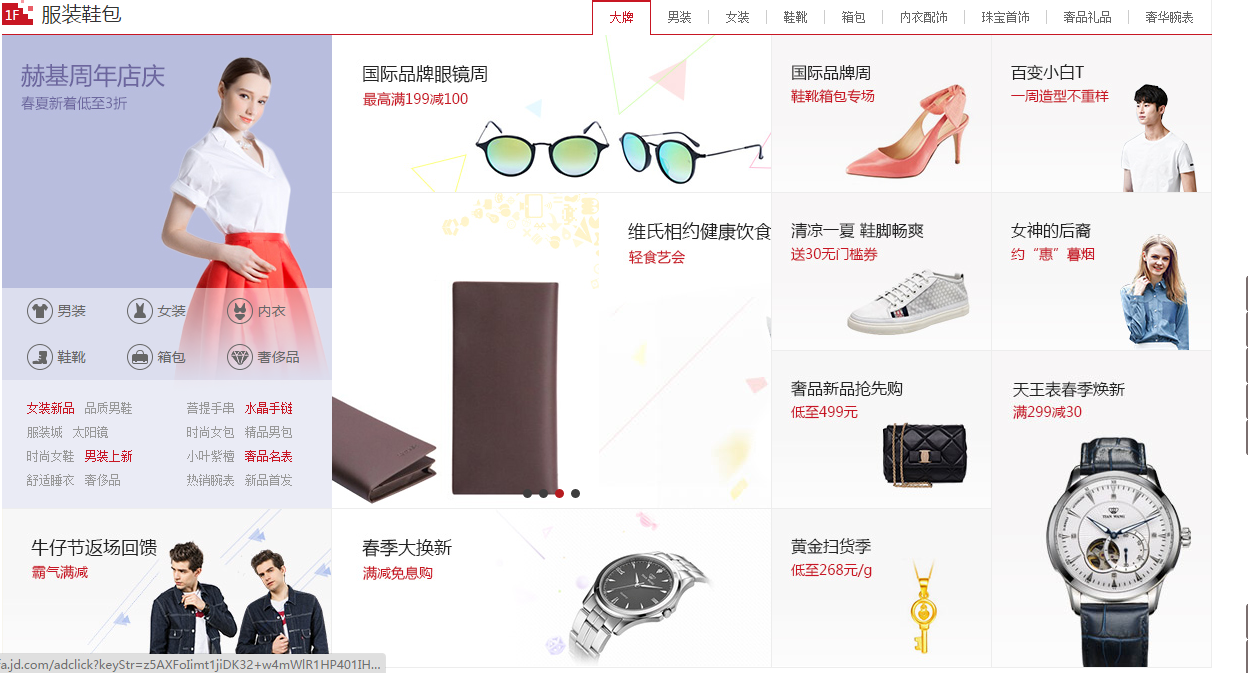 1F 服装鞋包
大牌 男装 女装 鞋靴 箱包 内衣配饰 珠宝首饰 奢品礼品 奢华腕表
赫基周年店庆
春夏新着低至3折
男装 女装 内衣
鞋靴 箱包 奢侈品
女装新品 品质男鞋 菩提手串 水晶手链
服装城 太阳镜 时尚女包 精品男包
时尚女鞋 男装上新 小叶紫檀 奢品名表
舒适睡衣 奢侈品 热销腕表 新品首发
牛仔节返场回馈
霸气满减
国际品牌眼镜周
最高满199减100
维氏相约健康饮食
轻食艺会
春季大换新
满减免息购
国际品牌周
鞋靴箱包专场
百变小白T
一周造型不重样
清凉一夏 鞋脚畅爽
送30无门槛券
女神的后裔
约“惠”暮烟
奢品新品抢先购
低至499元
天王表春季焕新
满299减30
TIAN WANG
黄金扫货季
低至268元/g
fa.jd.com/adclick?keyStr=z5AXFoIimt1jiDK32+w4mWlR1HP401IH...